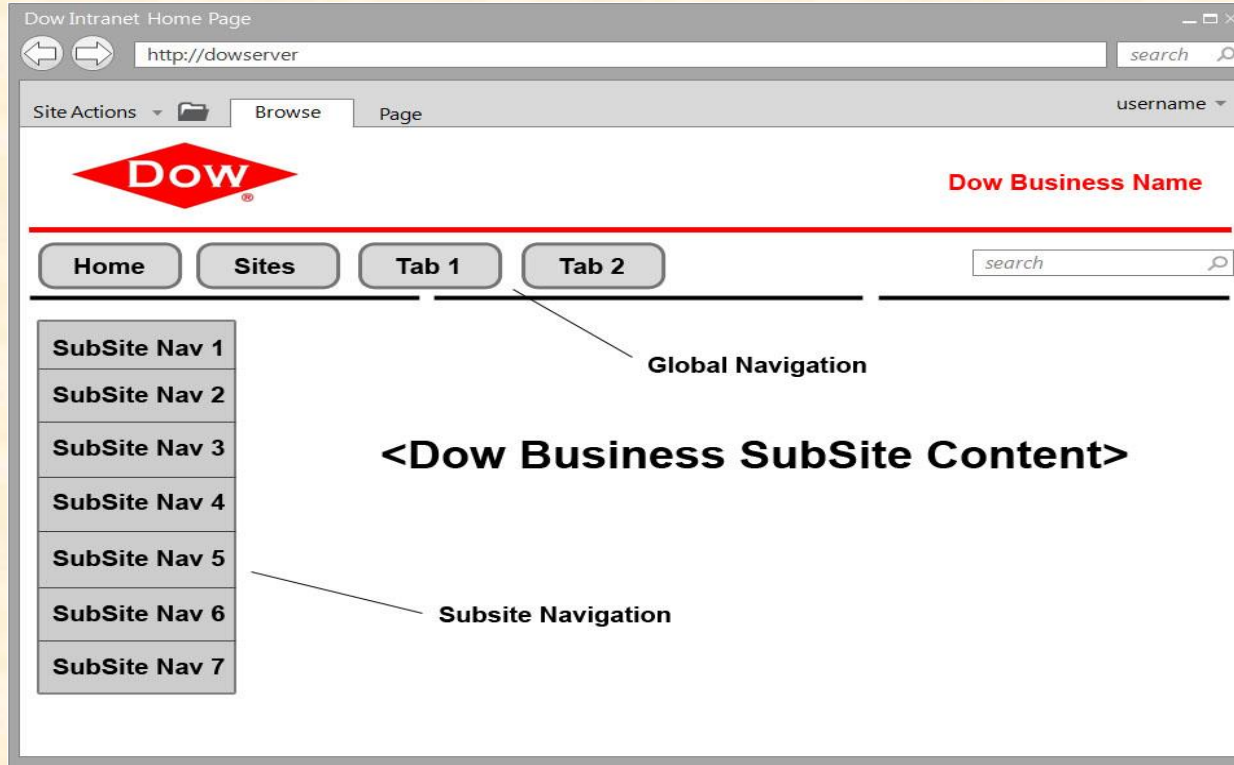 Dow Intranet Home Page
http://dowserver
search
Site Actions
Browse
Page
username
Dow
®
Dow Business Name
Home
Sites
Tab 1
Tab 2
search
SubSite Nav 1
Global Navigation
SubSite Nav 2
SubSite Nav 3
<Dow Business SubSite Content>
SubSite Nav 4
SubSite Nav 5
SubSite Nav 6
Subsite Navigation
SubSite Nav 7